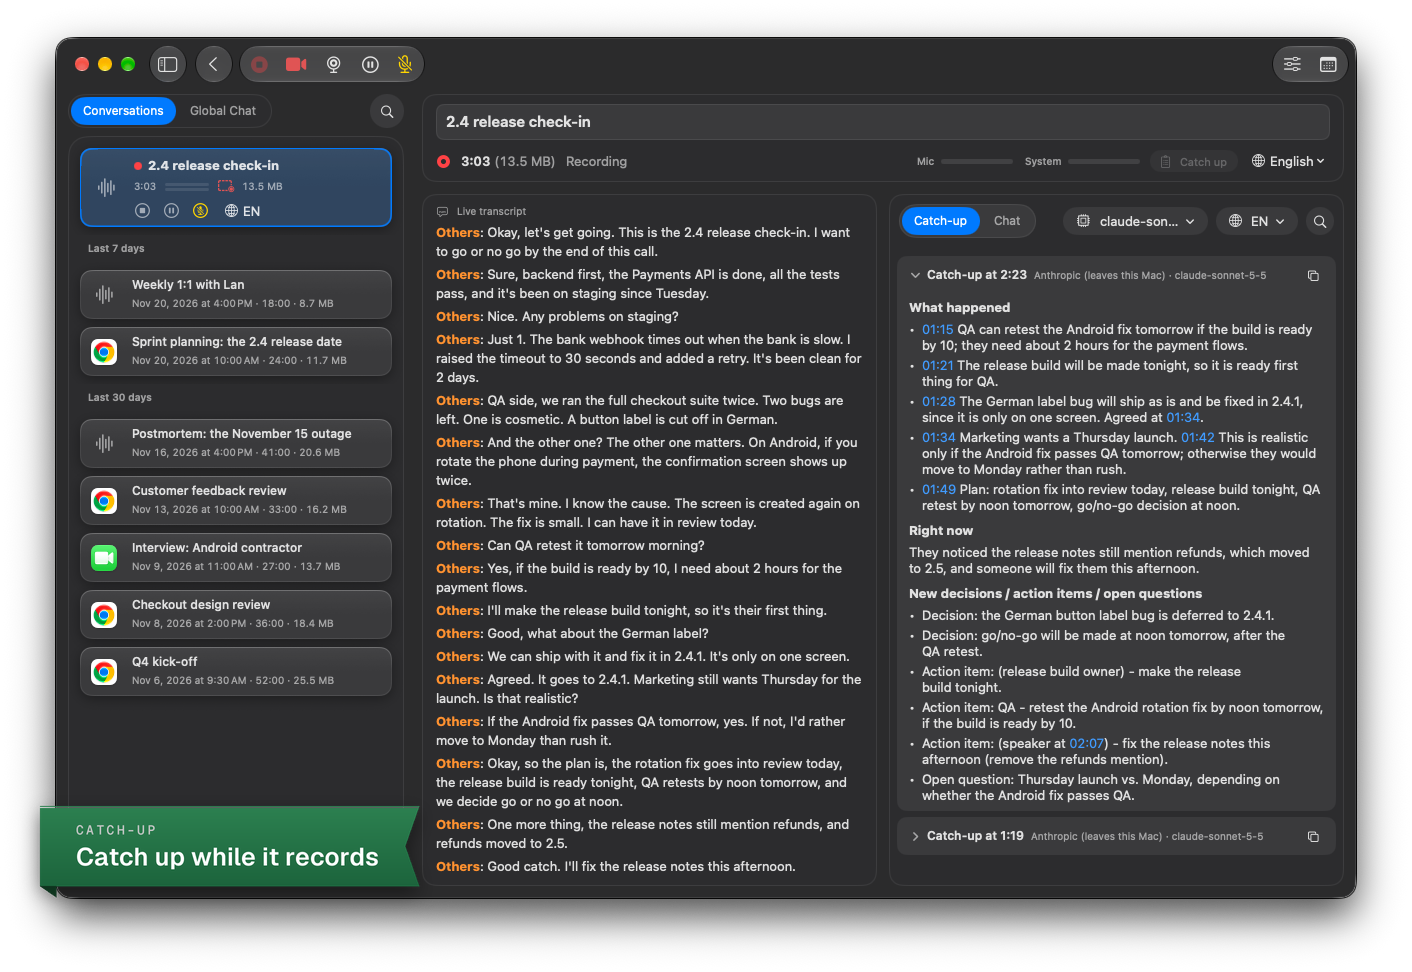 Conversations
Global Chat
2.4 release check-in
3:03
13.5 MB
EN
Last 7 days
Weekly 1:1 with Lan
Nov 20, 2026 at 4:00 PM · 18:00 · 8.7 MB
Sprint planning: the 2.4 release date
Nov 20, 2026 at 10:00 AM · 24:00 · 11.7 MB
Last 30 days
Postmortem: the November 15 outage
Nov 16, 2026 at 4:00 PM · 41:00 · 20.6 MB
Customer feedback review
Nov 13, 2026 at 10:00 AM · 33:00 · 16.2 MB
Interview: Android contractor
Nov 9, 2026 at 11:00 AM · 27:00 · 13.7 MB
Checkout design review
Nov 8, 2026 at 2:00 PM · 36:00 · 18.4 MB
Q4 kick-off
Nov 6, 2026 at 9:30 AM · 52:00 · 25.5 MB
CATCH-UP
Catch up while it records
2.4 release check-in
3:03 (13.5 MB) Recording
Mic
System
Catch up
English
Live transcript
Others: Okay, let's get going. This is the 2.4 release check-in. I want
to go or no go by the end of this call.
Others: Sure, backend first, the Payments API is done, all the tests
pass, and it's been on staging since Tuesday.
Others: Nice. Any problems on staging?
Others: Just 1. The bank webhook times out when the bank is slow. I
raised the timeout to 30 seconds and added a retry. It's been clean for
2 days.
Others: QA side, we ran the full checkout suite twice. Two bugs are
left. One is cosmetic. A button label is cut off in German.
Others: And the other one? The other one matters. On Android, if you
rotate the phone during payment, the confirmation screen shows up
twice.
Others: That's mine. I know the cause. The screen is created again on
rotation. The fix is small. I can have it in review today.
Others: Can QA retest it tomorrow morning?
Others: Yes, if the build is ready by 10, I need about 2 hours for the
payment flows.
Others: I'll make the release build tonight, so it's their first thing.
Others: Good, what about the German label?
Others: We can ship with it and fix it in 2.4.1. It's only on one screen.
Others: Agreed. It goes to 2.4.1. Marketing still wants Thursday for the
launch. Is that realistic?
Others: If the Android fix passes QA tomorrow, yes. If not, I'd rather
move to Monday than rush it.
Others: Okay, so the plan is, the rotation fix goes into review today,
the release build is ready tonight, QA retests by noon tomorrow, and
we decide go or no go at noon.
Others: One more thing, the release notes still mention refunds, and
refunds moved to 2.5.
Others: Good catch. I'll fix the release notes this afternoon.
Catch-up
Chat
claude-son...
EN
Catch-up at 2:23 Anthropic (leaves this Mac) · claude-sonnet-5-5
What happened
• 01:15 QA can retest the Android fix tomorrow if the build is ready
by 10; they need about 2 hours for the payment flows.
• 01:21 The release build will be made tonight, so it is ready first
thing for QA.
• 01:28 The German label bug will ship as is and be fixed in 2.4.1,
since it is only on one screen. Agreed at 01:34.
• 01:34 Marketing wants a Thursday launch. 01:42 This is realistic
only if the Android fix passes QA tomorrow; otherwise they would
move to Monday rather than rush.
• 01:49 Plan: rotation fix into review today, release build tonight, QA
retest by noon tomorrow, go/no-go decision at noon.
Right now
They noticed the release notes still mention refunds, which moved
to 2.5, and someone will fix them this afternoon.
New decisions / action items / open questions
• Decision: the German button label bug is deferred to 2.4.1.
• Decision: go/no-go will be made at noon tomorrow, after the
QA retest.
• Action item: (release build owner) - make the release
build tonight.
• Action item: QA - retest the Android rotation fix by noon tomorrow,
if the build is ready by 10.
• Action item: (speaker at 02:07) - fix the release notes this
afternoon (remove the refunds mention).
• Open question: Thursday launch vs. Monday, depending on
whether the Android fix passes QA.
Catch-up at 1:19 Anthropic (leaves this Mac) · claude-sonnet-5-5